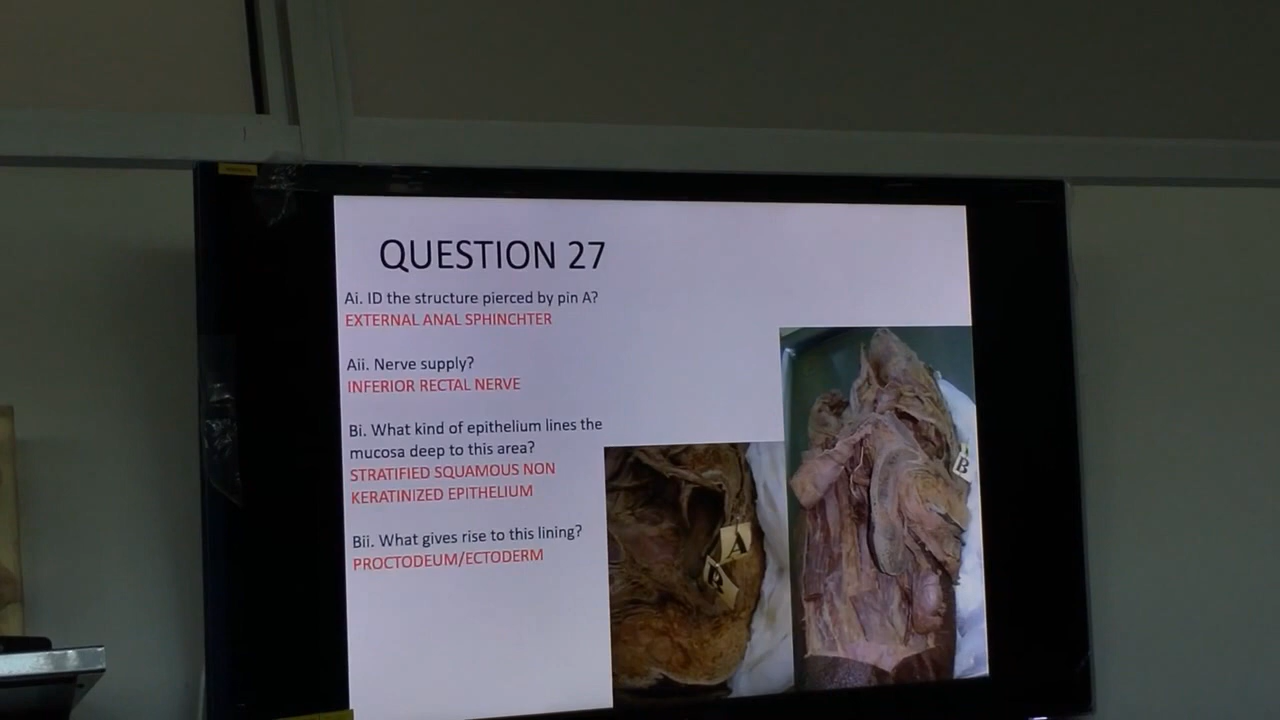 QUESTION 27
Ai. ID the structure pierced by pin A?
EXTERNAL ANAL SPHINCHTER
Aii. Nerve supply?
INFERIOR RECTAL NERVE
Bi. What kind of epithelium lines the
mucosa deep to this area?
STRATIFIED SQUAMOUS NON
KERATINIZED EPITHELIUM
Bii. What gives rise to this lining?
PROCTODEUM/ECTODERM
A
B